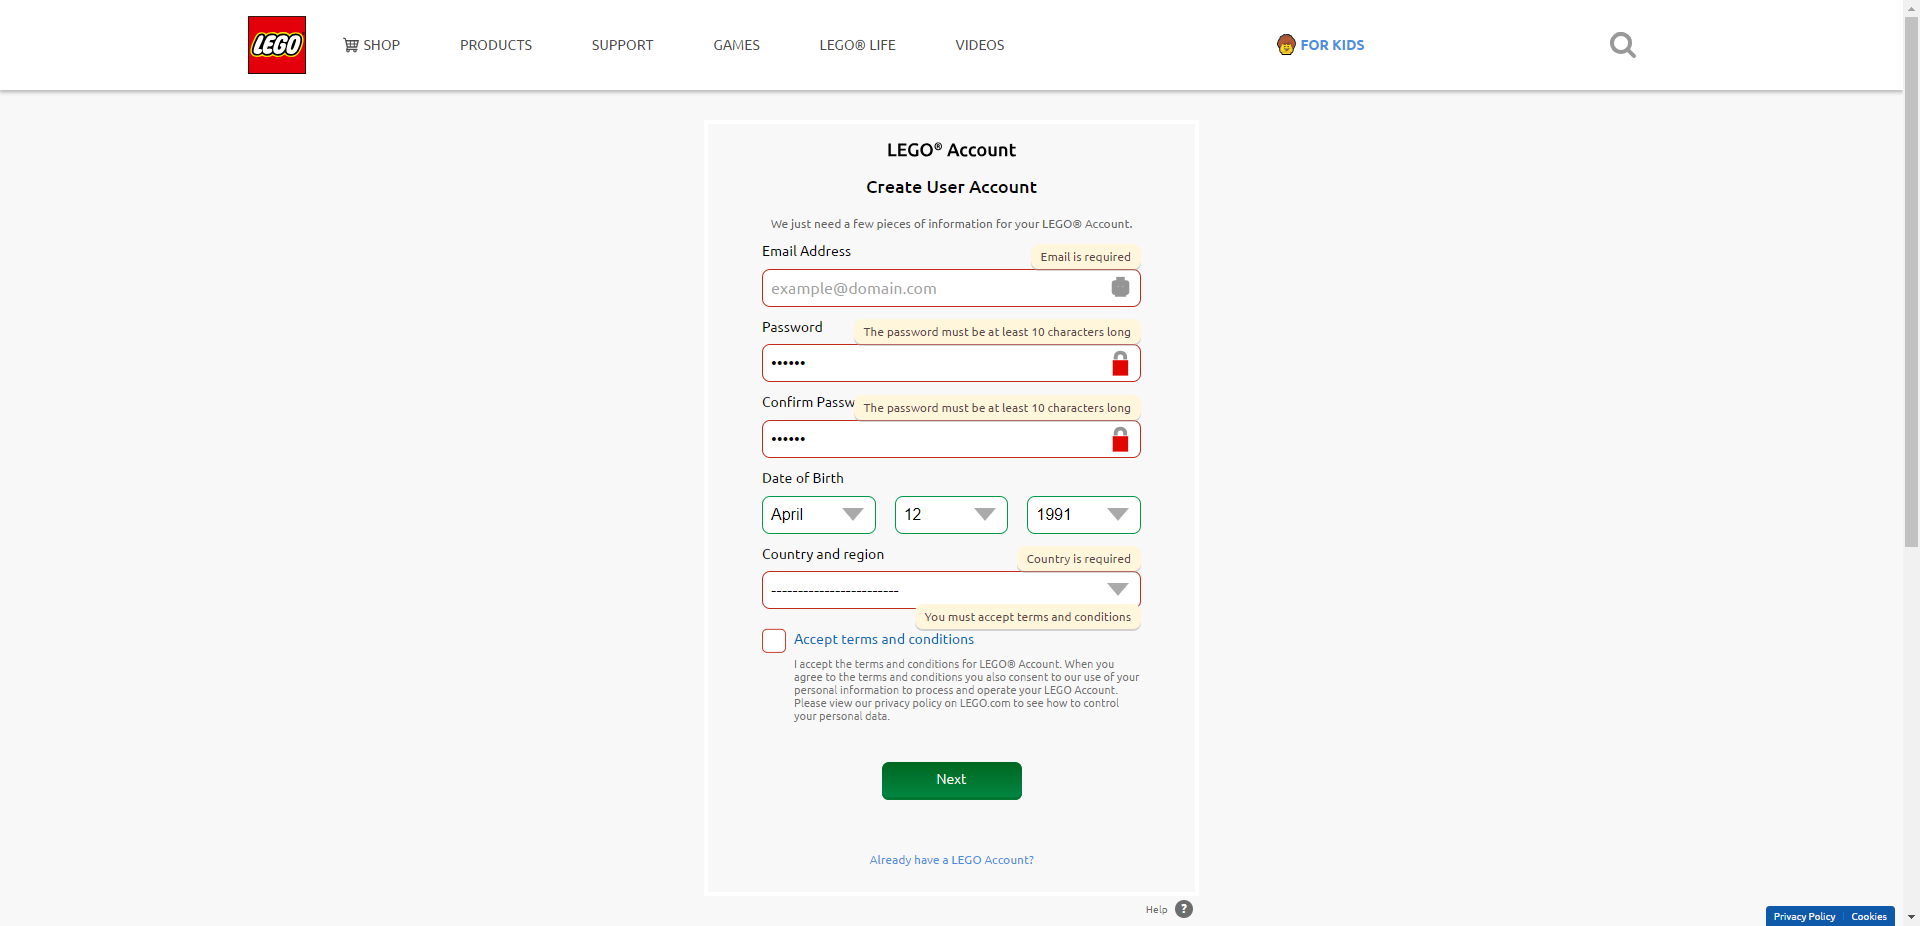 LEGO
SHOP
PRODUCTS
SUPPORT
GAMES
LEGO® LIFE
VIDEOS
FOR KIDS
LEGO® Account
Create User Account
We just need a few pieces of information for your LEGO® Account.
Email Address
Email is required
example@domain.com
Password
The password must be at least 10 characters long
••••••
Confirm Passw
The password must be at least 10 characters long
••••••
Date of Birth
April
12
1991
Country and region
Country is required
------------------------
You must accept terms and conditions
Accept terms and conditions
I accept the terms and conditions for LEGO® Account. When you
agree to the terms and conditions you also consent to our use of your
personal information to process and operate your LEGO Account.
Please view our privacy policy on LEGO.com to see how to control
your personal data.
Next
Already have a LEGO Account?
Help ?
Privacy Policy
Cookies